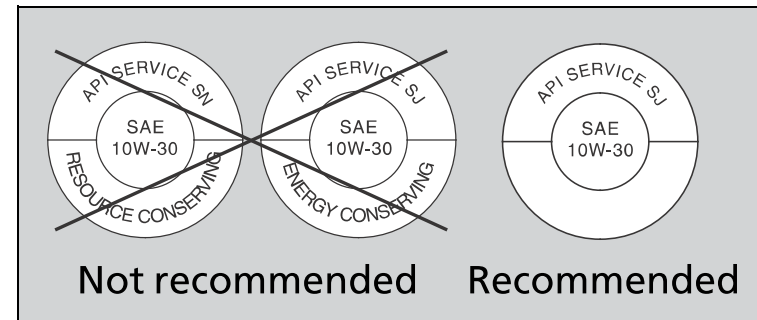 API SERVICE SN
SAE
10W-30
RESOURCE CONSERVING
API SERVICE SJ
SAE
10W-30
ENERGY CONSERVING
API SERVICE SJ
SAE
10W-30
Not recommended
Recommended